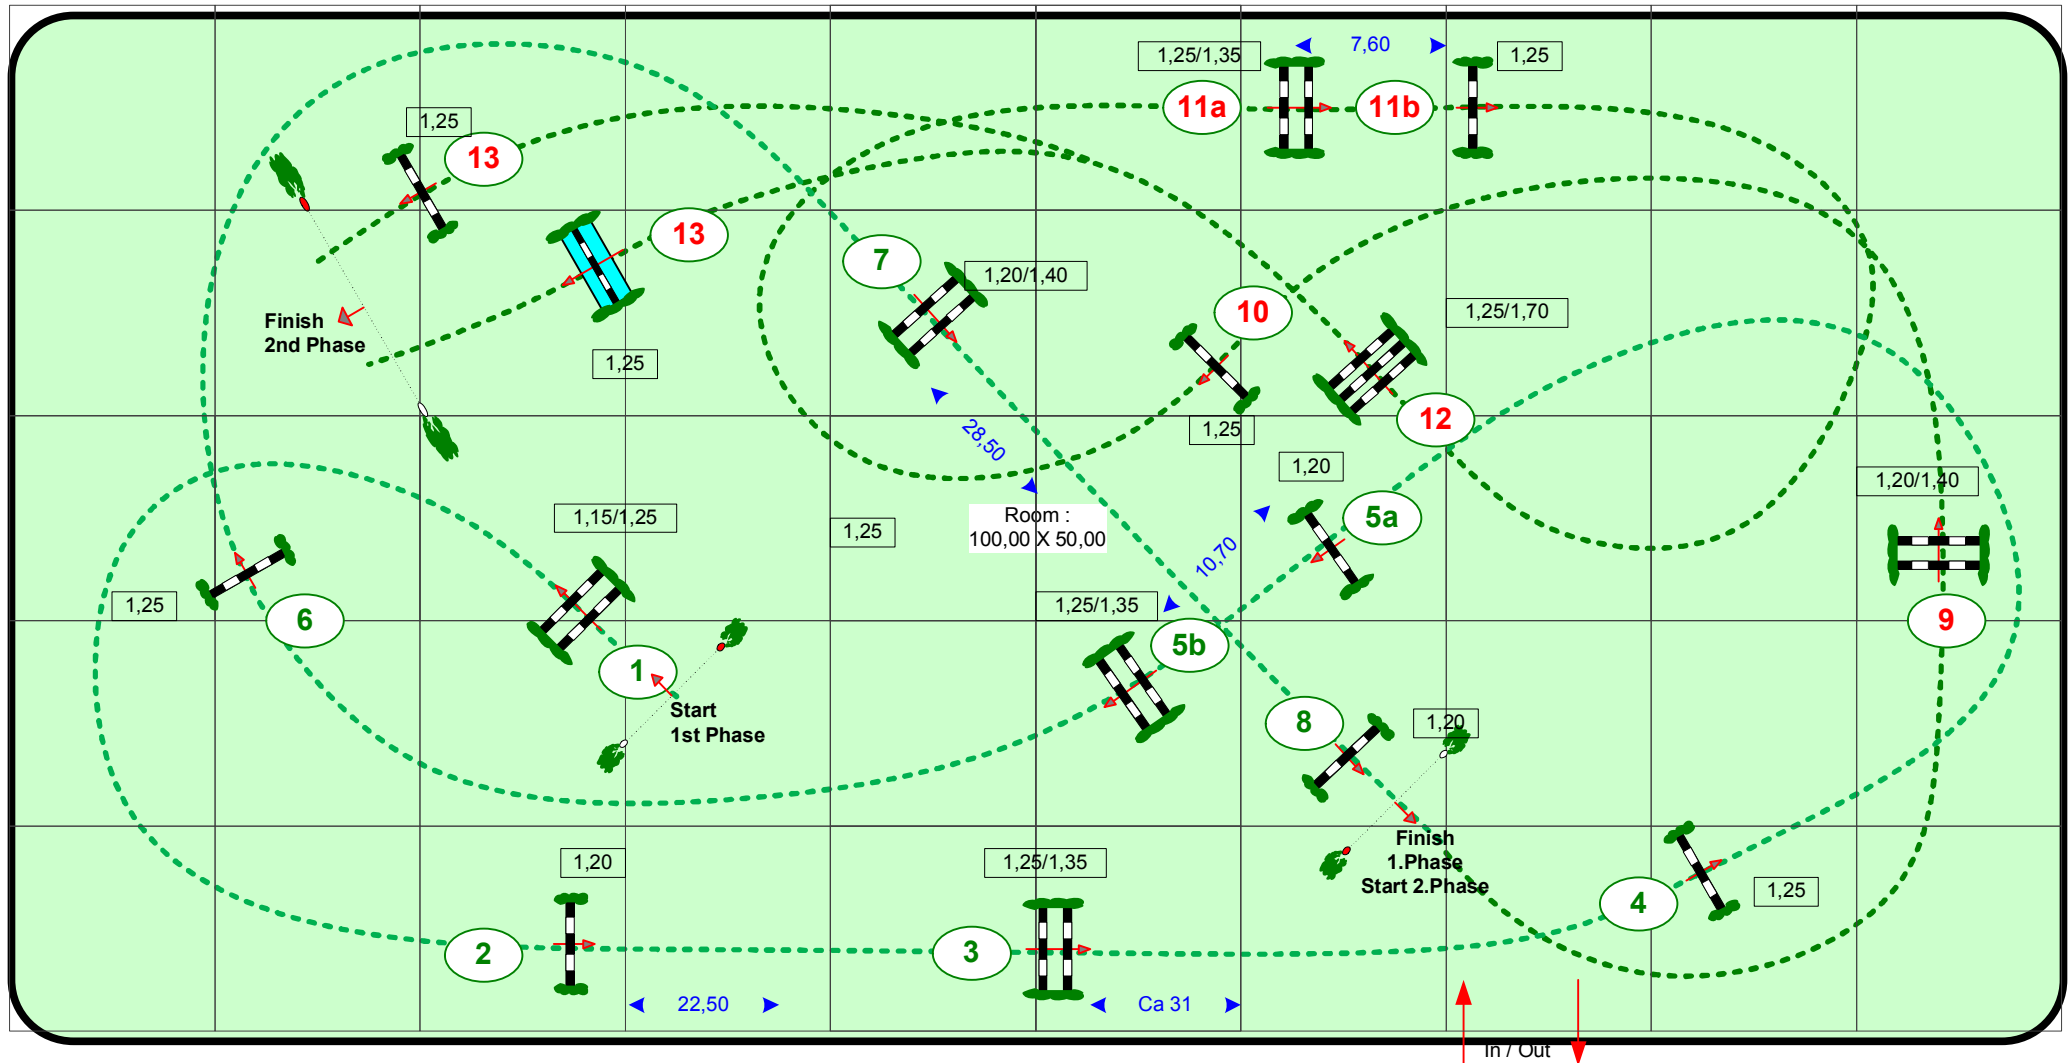 7,60
1,25/1,35
1,25
11a
11b
1,25
13
13
7
1,20/1,40
10
1,25/1,70
Finish
2nd Phase
1,25
12
1,25
28,50
1,20
1,20/1,40
1,15/1,25
1,25
Room :
100,00 X 50,00
5a
10,70
1,25
6
1,25/1,35
9
5b
1
Start
1st Phase
8
1,20
Finish
1.Phase
Start 2.Phase
1,20
1,25/1,35
1,25
4
2
3
22,50
Ca 31
In / Out